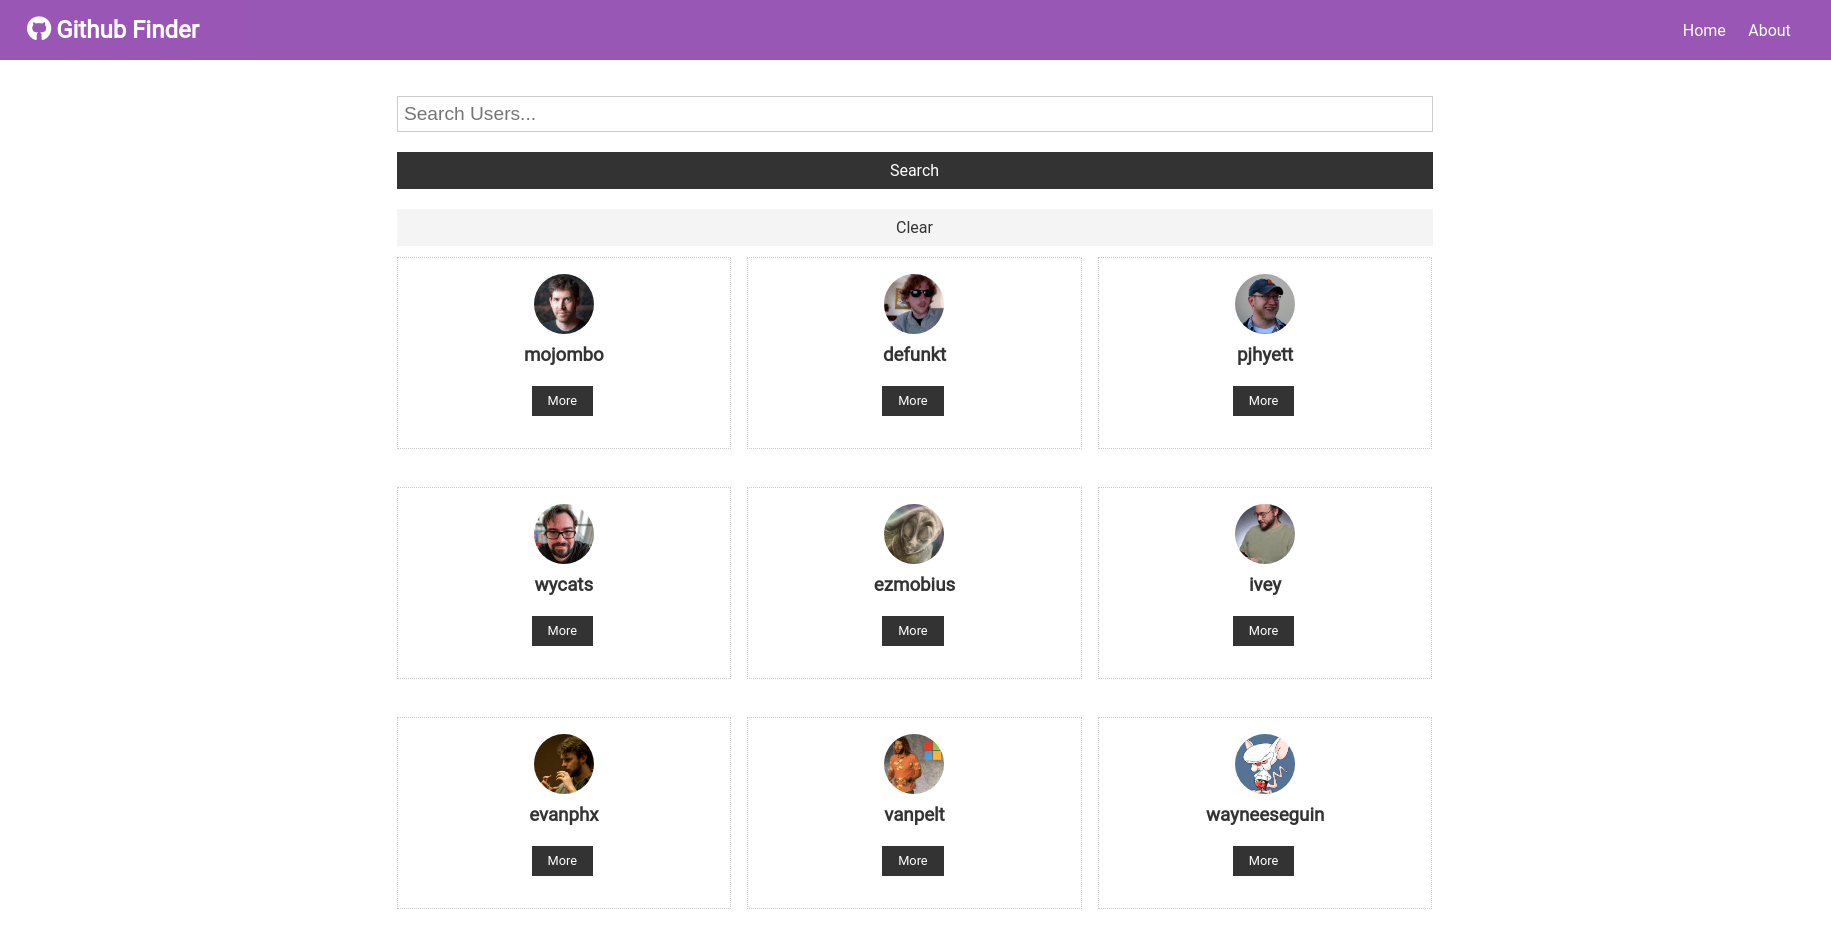 Github Finder
Home About
Search Users...
Search
Clear
mojombo defunkt pjhyett
More More More
wycats ezmobius ivey
More More More
evanphx vanpelt wayneeseguin
More More More